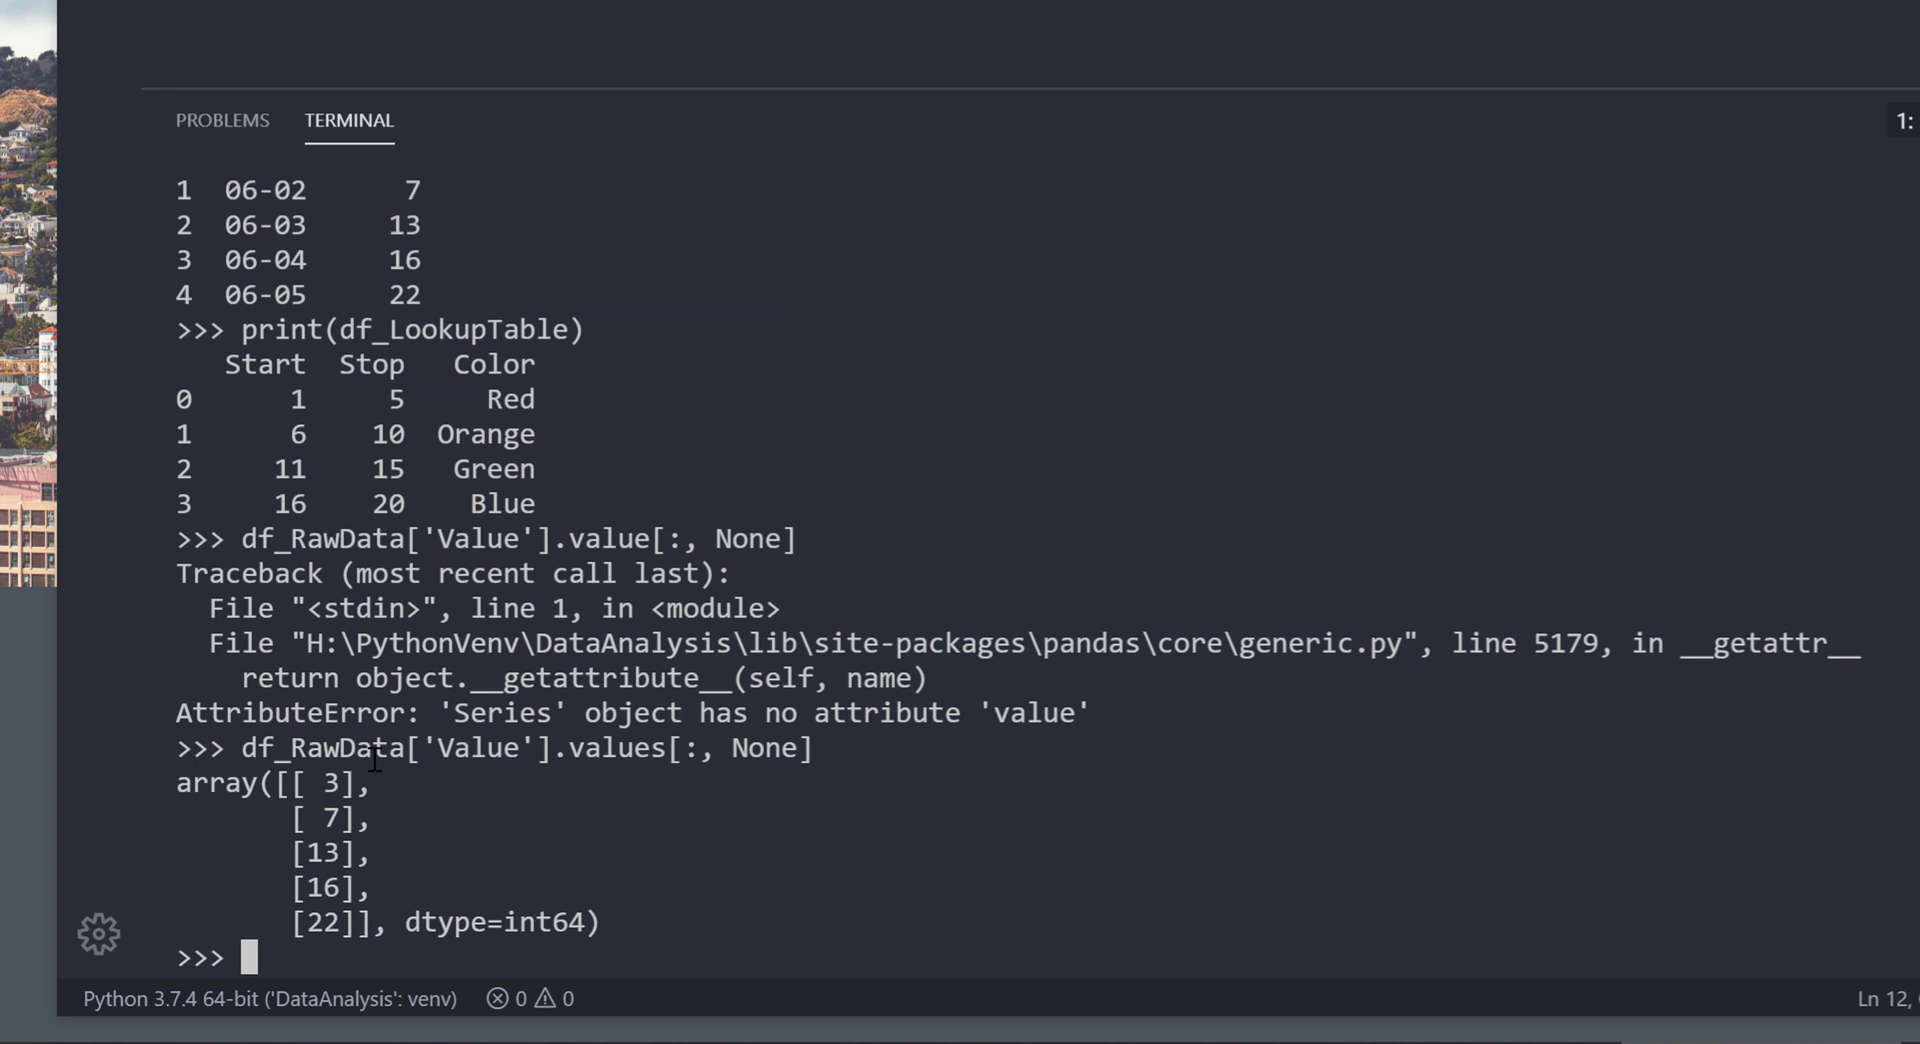 PROBLEMS TERMINAL 1:
1 06-02 7
2 06-03 13
3 06-04 16
4 06-05 22
>>> print(df_LookupTable)
Start Stop Color
0 1 5 Red
1 6 10 Orange
2 11 15 Green
3 16 20 Blue
>>> df_RawData['Value'].value[:, None]
Traceback (most recent call last):
File "<stdin>", line 1, in <module>
File "H:\PythonVenv\DataAnalysis\lib\site-packages\pandas\core\generic.py", line 5179, in __getattr__
return object.__getattribute__(self, name)
AttributeError: 'Series' object has no attribute 'value'
>>> df_RawData['Value'].values[:, None]
array([[ 3],
[ 7],
[13],
[16],
[22]], dtype=int64)
>>>
Python 3.7.4 64-bit ('DataAnalysis': venv) 0 0 Ln 12,